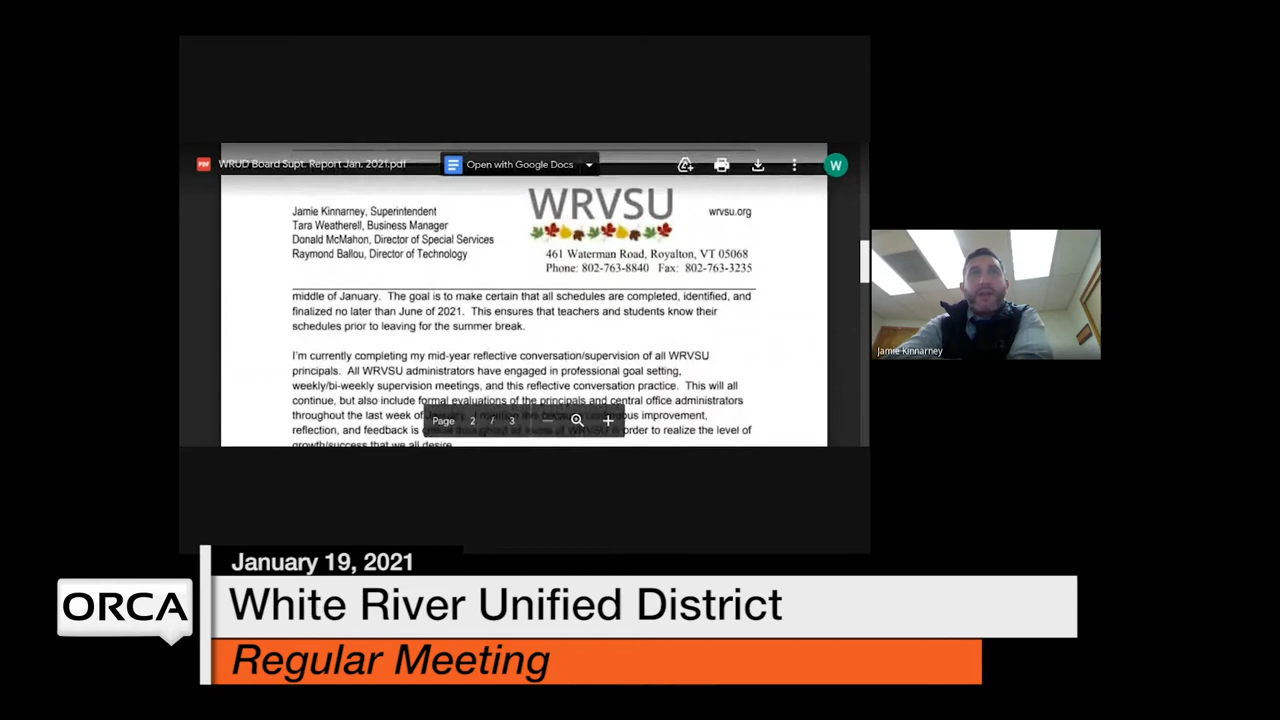 WRUD Board Supt. Report Jan. 2021.pdf
Open with Google Docs
W
Jamie Kinnarney, Superintendent
Tara Weatherell, Business Manager
Donald McMahon, Director of Special Services
Raymond Ballou, Director of Technology
WRVSU
wrvsu.org
461 Waterman Road, Royalton, VT 05068
Phone: 802-763-8840 Fax: 802-763-3235
middle of January. The goal is to make certain that all schedules are completed, identified, and
finalized no later than June of 2021. This ensures that teachers and students know their
schedules prior to leaving for the summer break.
I'm currently completing my mid-year reflective conversation/supervision of all WRVSU
principals. All WRVSU administrators have engaged in professional goal setting,
weekly/bi-weekly supervision meetings, and this reflective conversation practice. This will all
continue, but also include formal evaluations of the principals and central office administrators
throughout the last week of improvement,
reflection, and feedback is order to realize the level of
growth/success that we all desire.
Page 2 / 3
Jamie Kinnarney
January 19, 2021
White River Unified District
ORCA
Regular Meeting